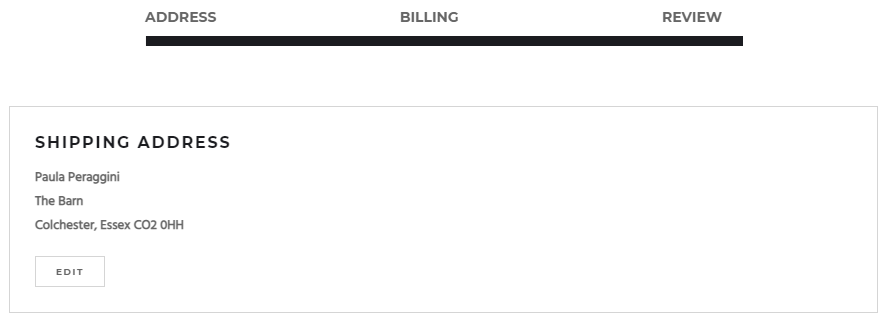 ADDRESS BILLING REVIEW
SHIPPING ADDRESS
Paula Peraggini
The Barn
Colchester, Essex CO2 0HH
EDIT